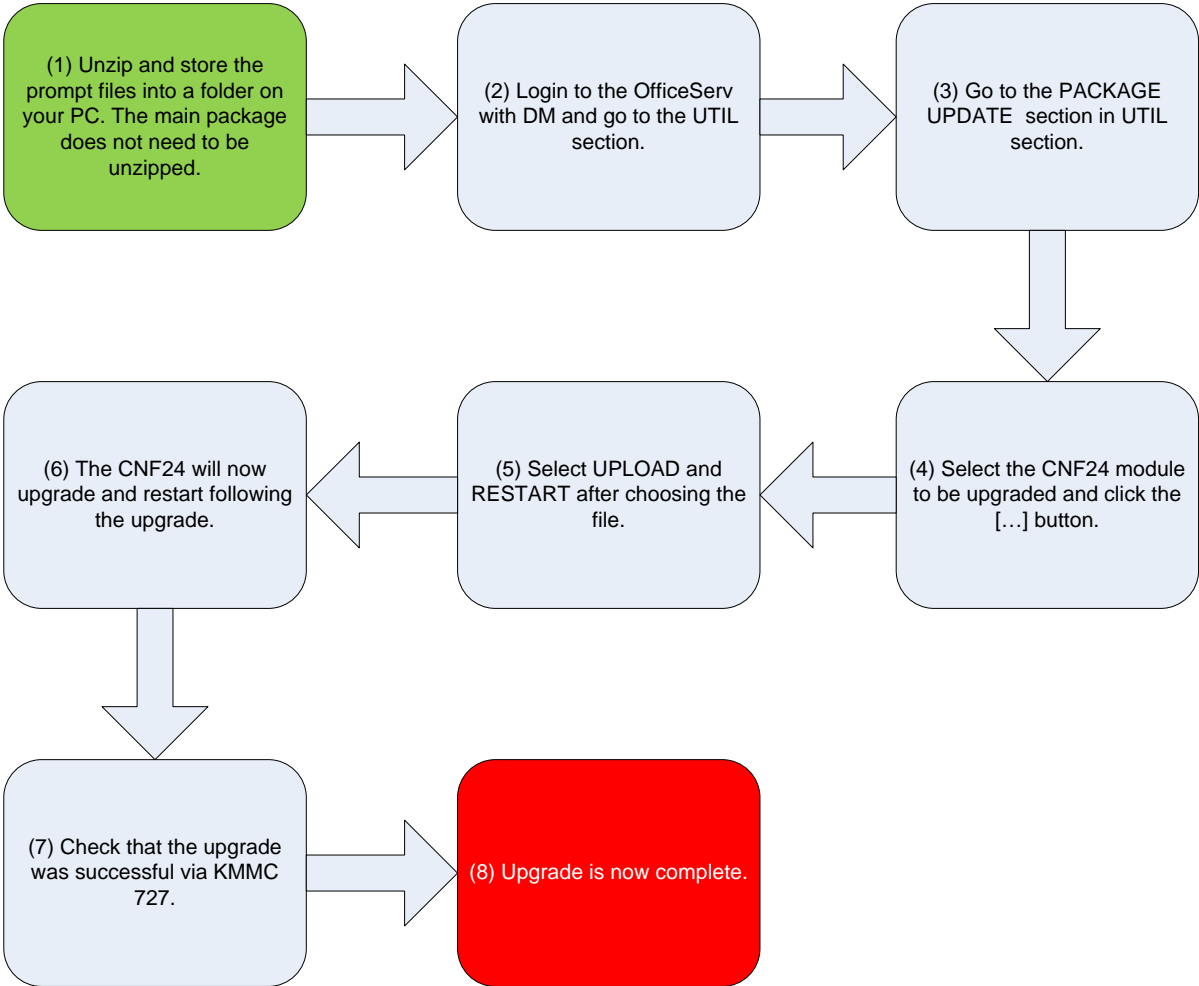 (1) Unzip and store the
prompt files into a folder on
your PC. The main package
does not need to be
unzipped.
(2) Login to the OfficeServ
with DM and go to the UTIL
section.
(3) Go to the PACKAGE
UPDATE  section in UTIL
section.
(4) Select the CNF24 module
to be upgraded and click the
[…] button.
(5) Select UPLOAD and
RESTART after choosing the
file.
(6) The CNF24 will now
upgrade and restart following
the upgrade.
(7) Check that the upgrade
was successful via KMMC
727.
(8) Upgrade is now complete.